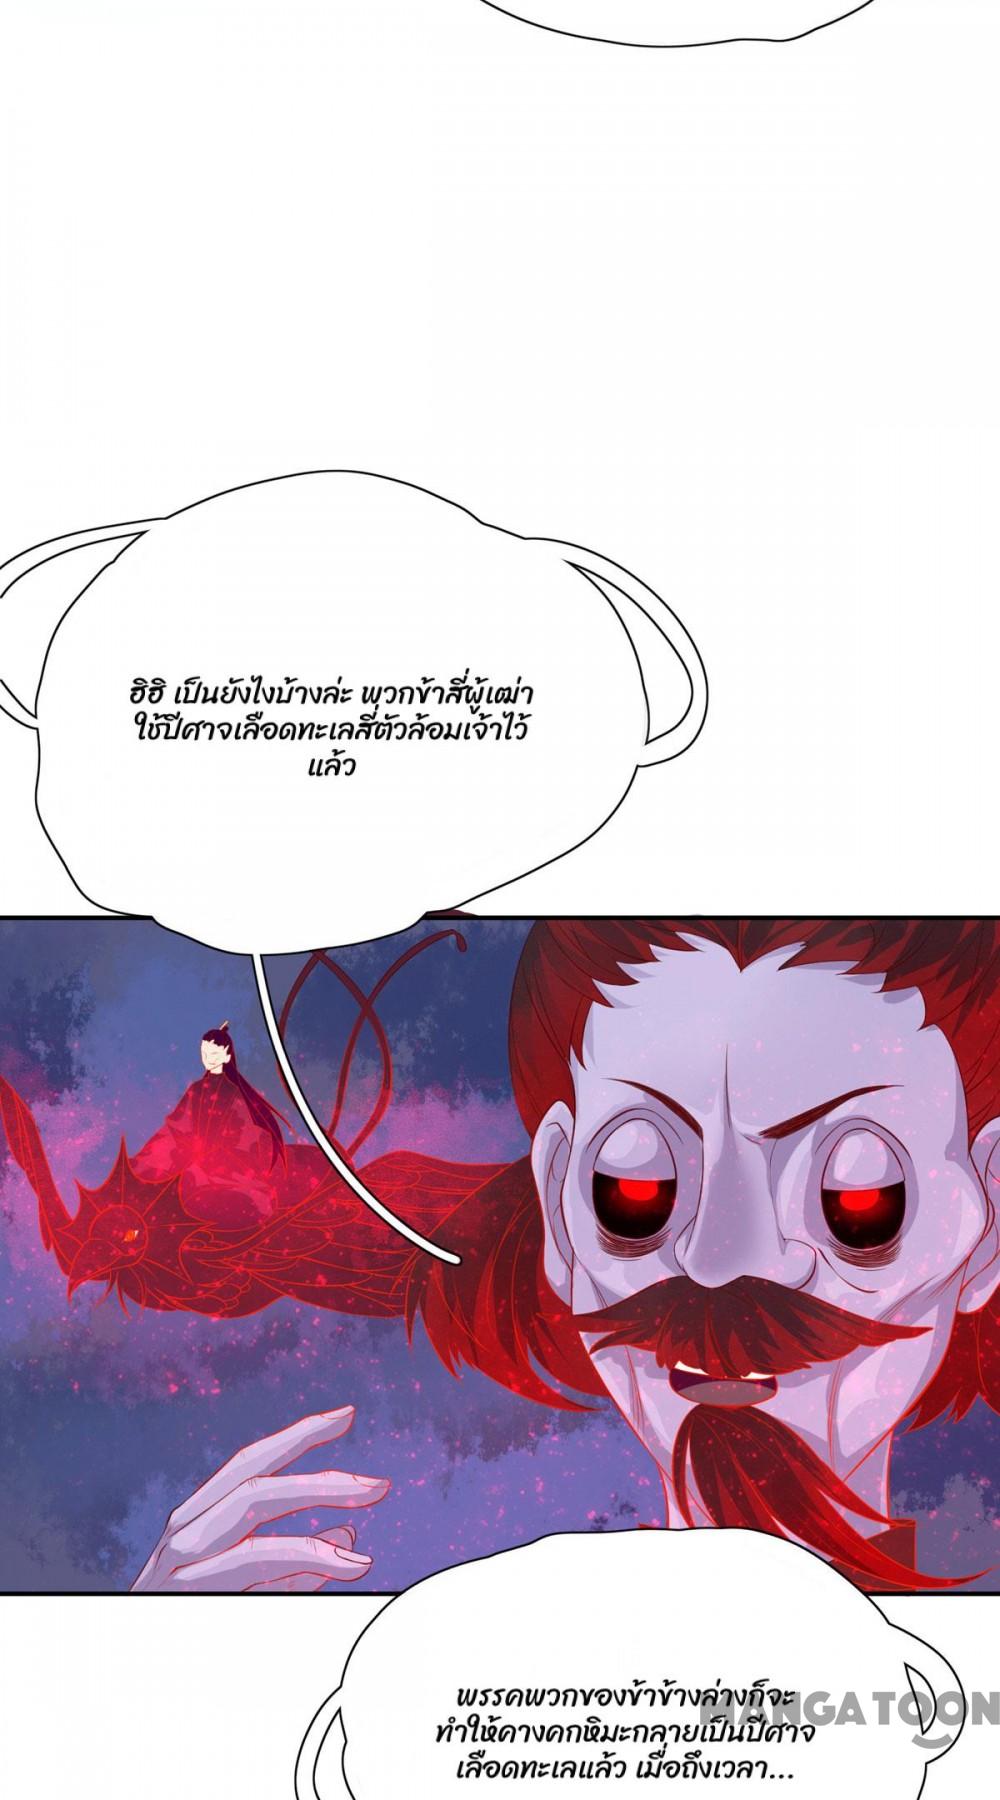 ฮิฮิ เป็นยังไงบ้างล่ะ พวกข้าสี่ผู้เฒ่า
ใช้ปีศาจเลือดทะเลสี่ตัวล้อมเจ้าไว้
แล้ว
พรรคพวกของข้าข้างล่างก็จะ
ทำให้คางคกหิมะกลายเป็นปีศาจ
เลือดทะเลแล้ว เมื่อถึงเวลา...
MANGATOON